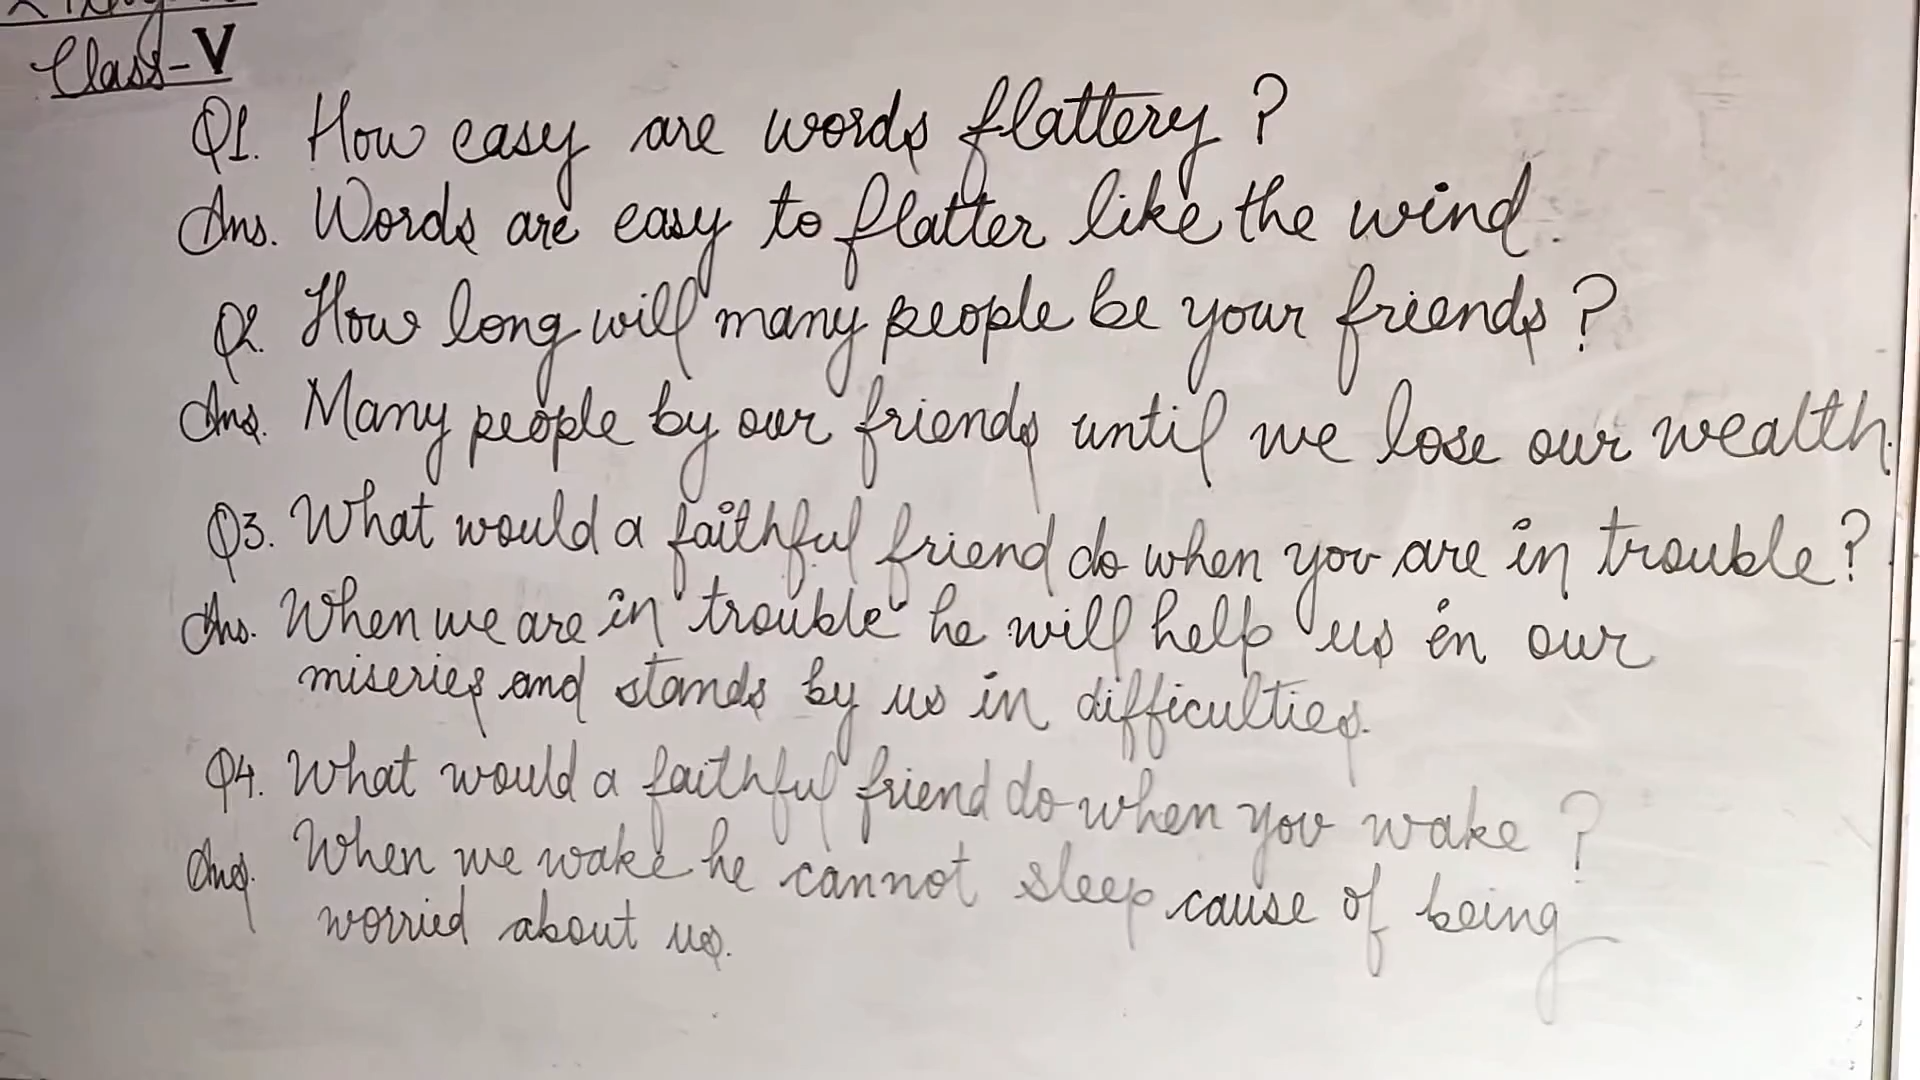 Class-V
Q1. How easy are words flattery?
Ans. Words are easy to flatter like the wind.
Q2. How long will many people be your friends?
Ans. Many people by our friends until we lose our wealth.
Q3. What would a faithful friend do when you are in trouble?
Ans. When we are in trouble he will help us in our
miseries and stands by us in difficulties.
Q4. What would a faithful friend do when you wake?
Ans. When we wake he cannot sleep cause of being
worried about us.